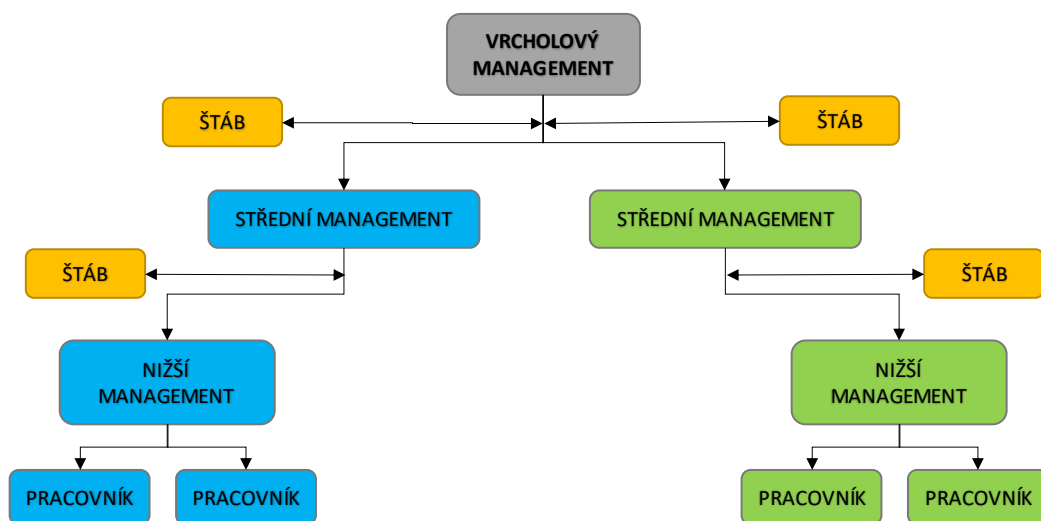 VRCHOLOVÝ
MANAGEMENT
ŠTÁB
ŠTÁB
STŘEDNÍ MANAGEMENT
STŘEDNÍ MANAGEMENT
ŠTÁB
ŠTÁB
NIŽŠÍ
MANAGEMENT
NIŽŠÍ
MANAGEMENT
PRACOVNÍK
PRACOVNÍK
PRACOVNÍK
PRACOVNÍK